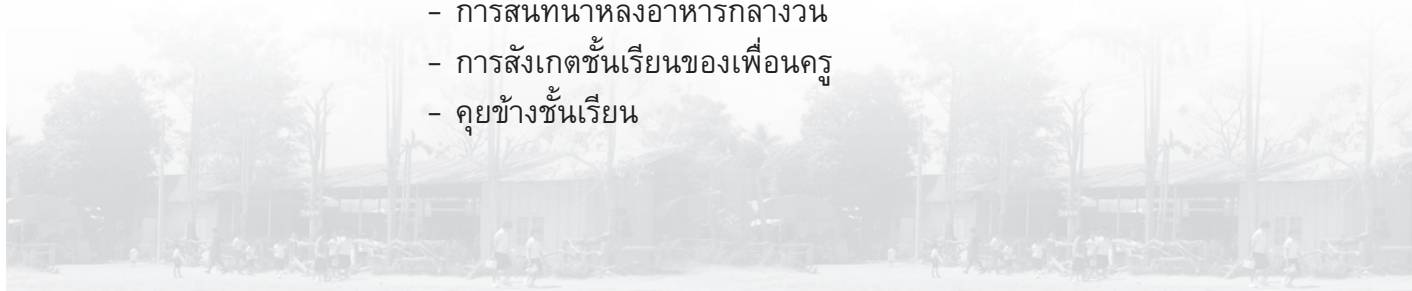 - การสนทนาหลังอาหารกลางวัน
- การสังเกตชั้นเรียนของเพื่อนครู
- คุยข้างชั้นเรียน